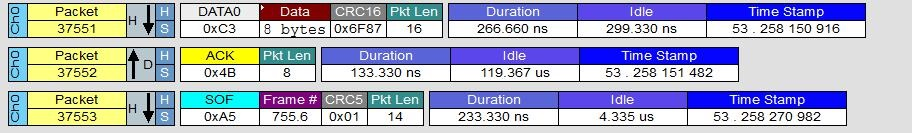 Ch0 Packet H H DATA0 Data CRC16 Pkt Len Duration Idle Time Stamp
37551 S 0xC3 8 bytes 0x6F87 16 266.660 ns 299.330 ns 53 . 258 150 916
Ch0 Packet D H ACK Pkt Len Duration Idle Time Stamp
37552 S 0x4B 8 133.330 ns 119.367 us 53 . 258 151 482
Ch0 Packet H H SOF Frame # CRC5 Pkt Len Duration Idle Time Stamp
37553 S 0xA5 755.6 0x01 14 233.330 ns 4.335 us 53 . 258 270 982